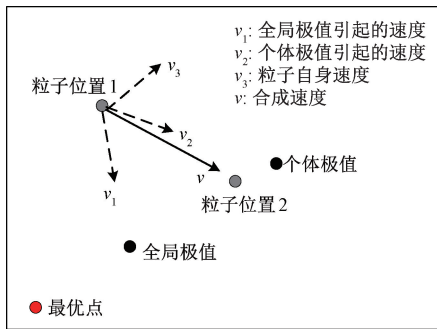 v₁: 全局极值引起的速度
v₂: 个体极值引起的速度
v₃: 粒子自身速度
v: 合成速度
v₃
粒子位置1
v₂
v
个体极值
v₁
粒子位置2
全局极值
最优点